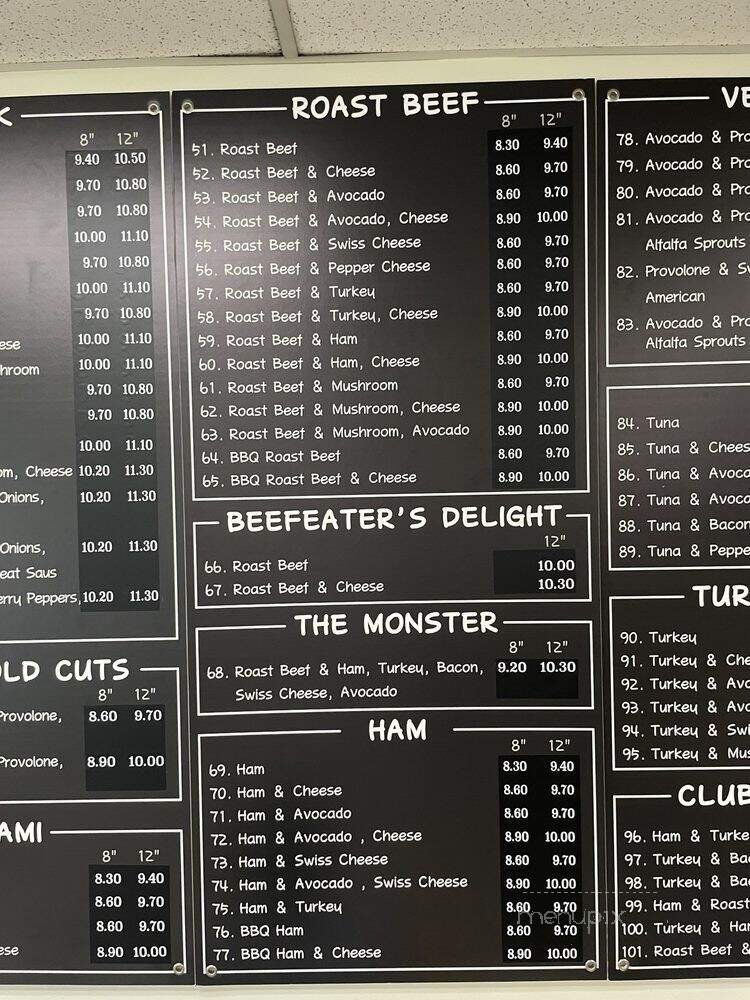 K
8" 12"
9.40 10.50
9.70 10.80
9.70 10.80
10.00 11.10
9.70 10.80
10.00 11.10
9.70 10.80
10.00 11.10
10.00 11.10
9.70 10.80
9.70 10.80
10.00 11.10
om, Cheese 10.20 11.30
Onions, 10.20 11.30
Onions, 10.20 11.30
eat Saus
erry Peppers, 10.20 11.30
OLD CUTS
8" 12"
Provolone, 8.60 9.70
Provolone, 8.90 10.00
AMI
8" 12"
8.30 9.40
8.60 9.70
8.60 9.70
ese 8.90 10.00
ROAST BEEF
8" 12"
51. Roast Beef 8.30 9.40
52. Roast Beef & Cheese 8.60 9.70
53. Roast Beef & Avocado 8.60 9.70
54. Roast Beef & Avocado, Cheese 8.90 10.00
55. Roast Beef & Swiss Cheese 8.60 9.70
56. Roast Beef & Pepper Cheese 8.60 9.70
57. Roast Beef & Turkey 8.60 9.70
58. Roast Beef & Turkey, Cheese 8.90 10.00
59. Roast Beef & Ham 8.60 9.70
60. Roast Beef & Ham, Cheese 8.90 10.00
61. Roast Beef & Mushroom 8.60 9.70
62. Roast Beef & Mushroom, Cheese 8.90 10.00
63. Roast Beef & Mushroom, Avocado 8.90 10.00
64. BBQ Roast Beef 8.60 9.70
65. BBQ Roast Beef & Cheese 8.90 10.00
BEEFEATER'S DELIGHT
12"
66. Roast Beef 10.00
67. Roast Beef & Cheese 10.30
THE MONSTER
8" 12"
68. Roast Beef & Ham, Turkey, Bacon, 9.20 10.30
Swiss Cheese, Avocado
HAM
8" 12"
69. Ham 8.30 9.40
70. Ham & Cheese 8.60 9.70
71. Ham & Avocado 8.60 9.70
72. Ham & Avocado , Cheese 8.90 10.00
73. Ham & Swiss Cheese 8.60 9.70
74. Ham & Avocado , Swiss Cheese 8.90 10.00
75. Ham & Turkey 8.60 9.70
76. BBQ Ham 8.60 9.70
77. BBQ Ham & Cheese 8.90 10.00
menupix
VE
78. Avocado & Pro
79. Avocado & Pro
80. Avocado & Pro
81. Avocado & Pro
Alfalfa Sprouts
82. Provolone & Sw
American
83. Avocado & Pro
Alfalfa Sprouts
84. Tuna
85. Tuna & Chees
86. Tuna & Avoca
87. Tuna & Avoca
88. Tuna & Bacon
89. Tuna & Peppe
TUR
90. Turkey
91. Turkey & Che
92. Turkey & Avo
93. Turkey & Avo
94. Turkey & Swi
95. Turkey & Mus
CLUB
96. Ham & Turke
97. Turkey & Bac
98. Turkey & Bac
99. Ham & Roast
100. Turkey & Ham
101. Roast Beef &